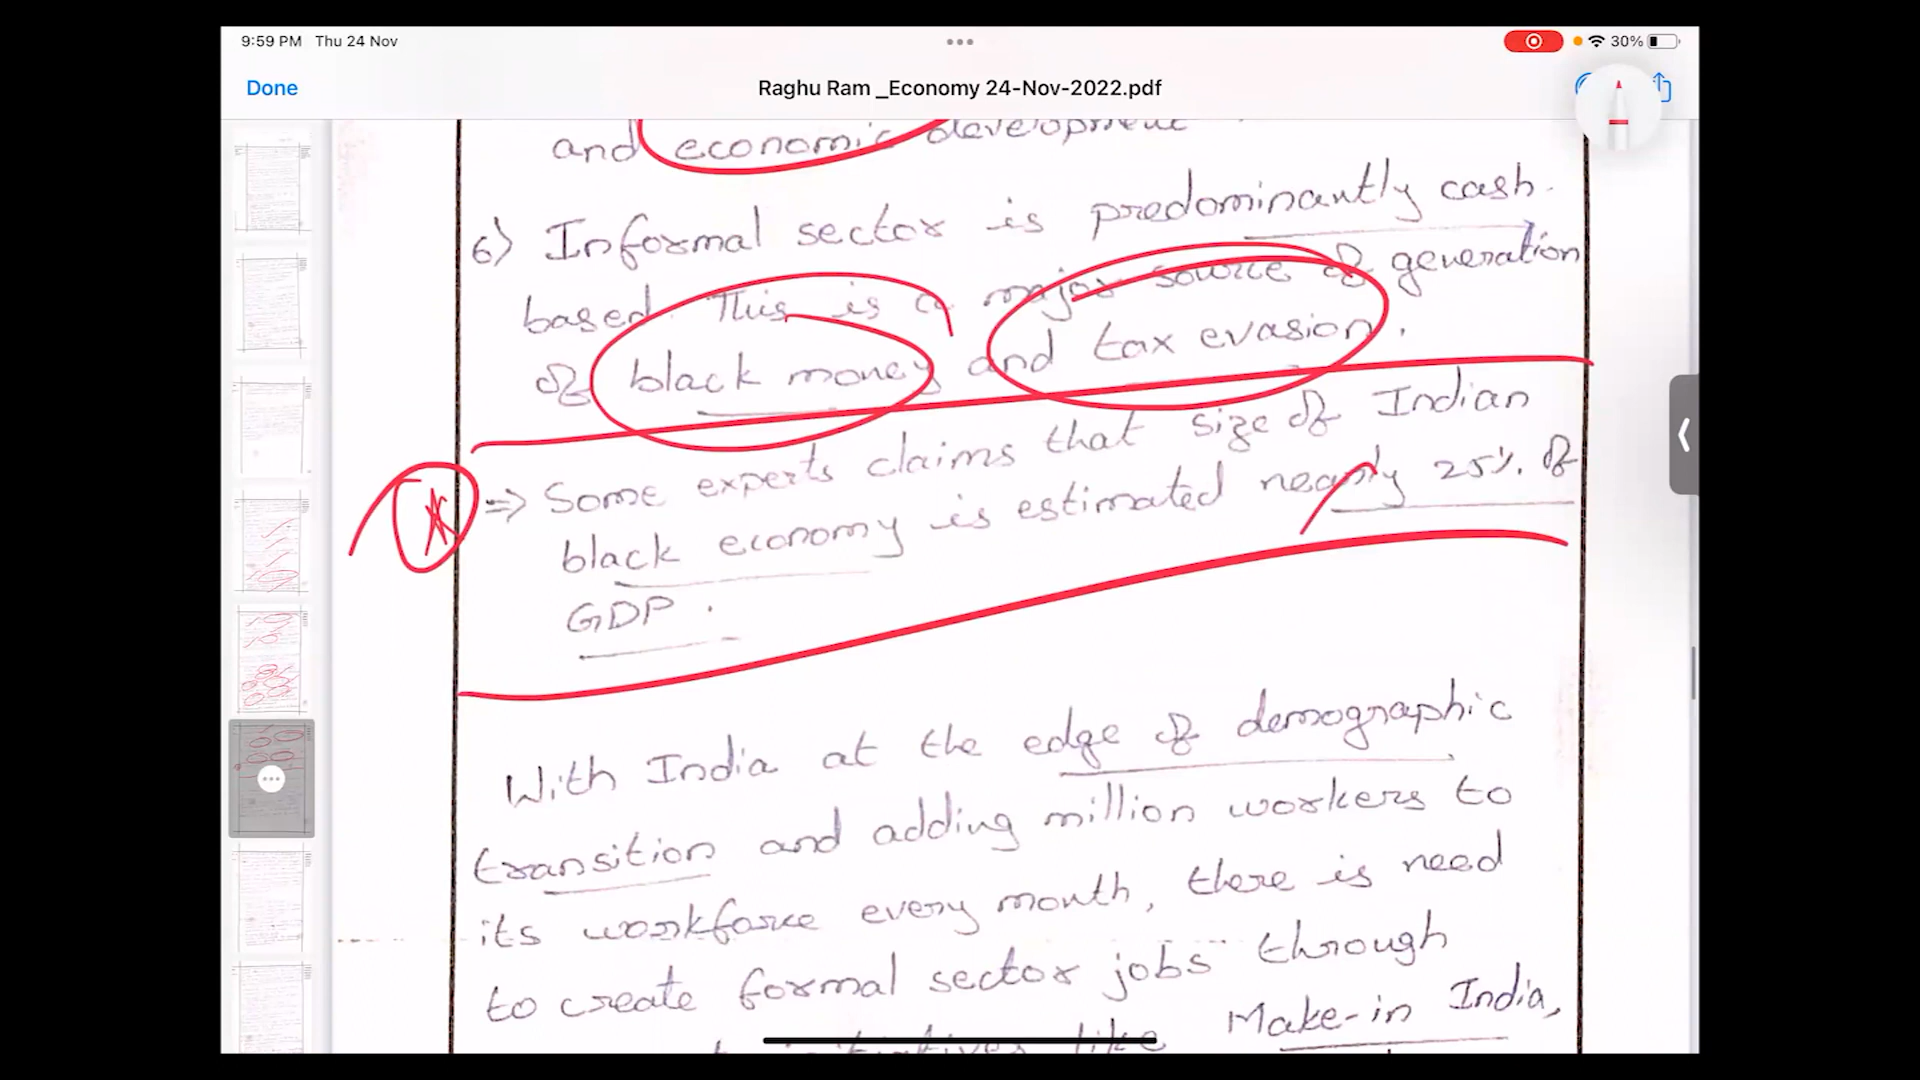 9:59 PM Thu 24 Nov
30%
Done
Raghu Ram _Economy 24-Nov-2022.pdf
and economic development
6) Informal sector is predominantly cash
based. This is a major source of generation
of black money and tax evasion.
=> Some experts claims that size of Indian
black economy is estimated nearly 25% of
GDP.
With India at the edge of demographic
transition and adding million workers to
its workforce every month, there is need
to create formal sector jobs through
initiatives like Make-in India,